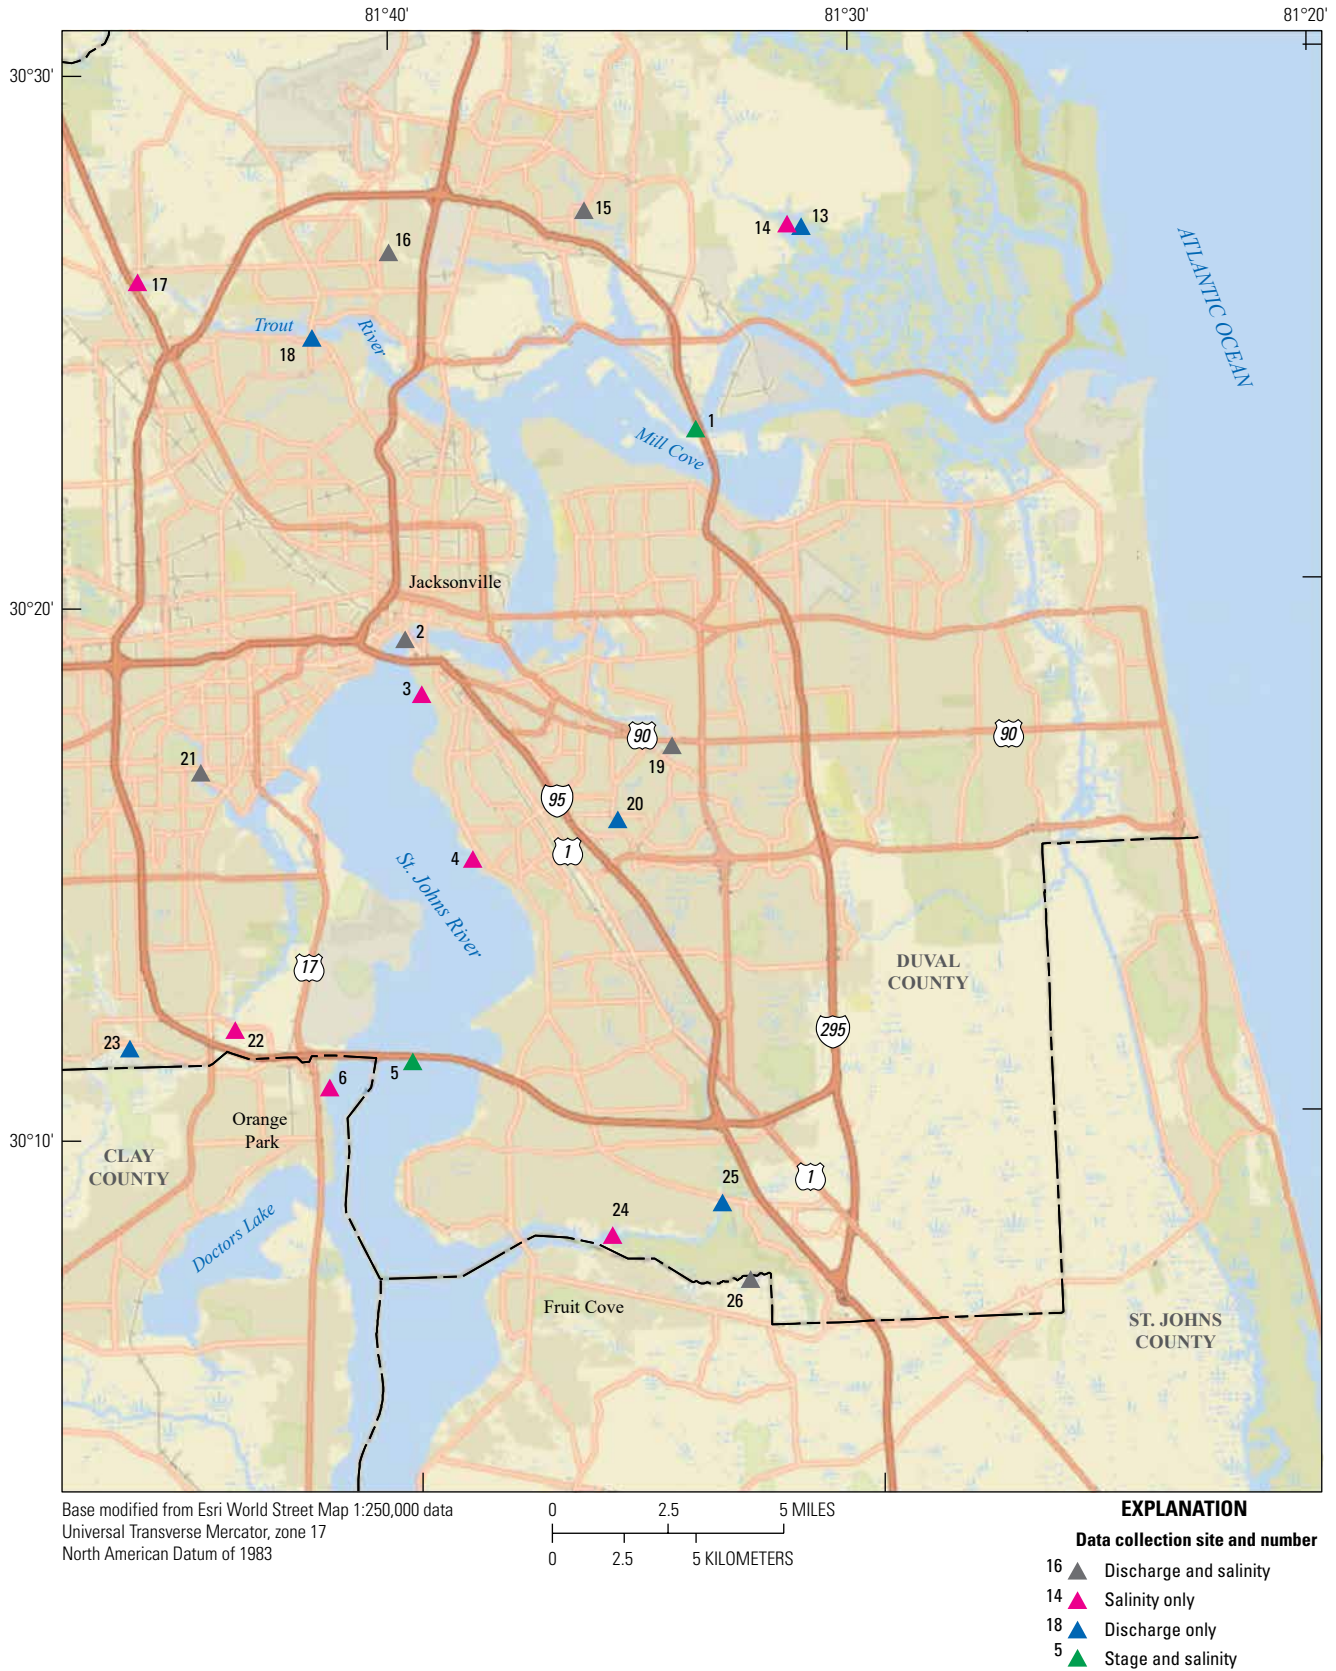 81°40'
81°30'
81°20'
30°30'
15
14
13
16
17
ATLANTIC OCEAN
Trout
River
18
1
Mill Cove
Jacksonville
30°20'
2
3
90
90
19
21
95
20
1
4
St. Johns River
17
DUVAL
COUNTY
295
23
22
5
6
Orange
Park
30°10'
CLAY
COUNTY
1
25
24
Doctors Lake
26
Fruit Cove
ST. JOHNS
COUNTY
Base modified from Esri World Street Map 1:250,000 data
Universal Transverse Mercator, zone 17
North American Datum of 1983
0 2.5 5 MILES
0 2.5 5 KILOMETERS
EXPLANATION
Data collection site and number
16 Discharge and salinity
14 Salinity only
18 Discharge only
5 Stage and salinity